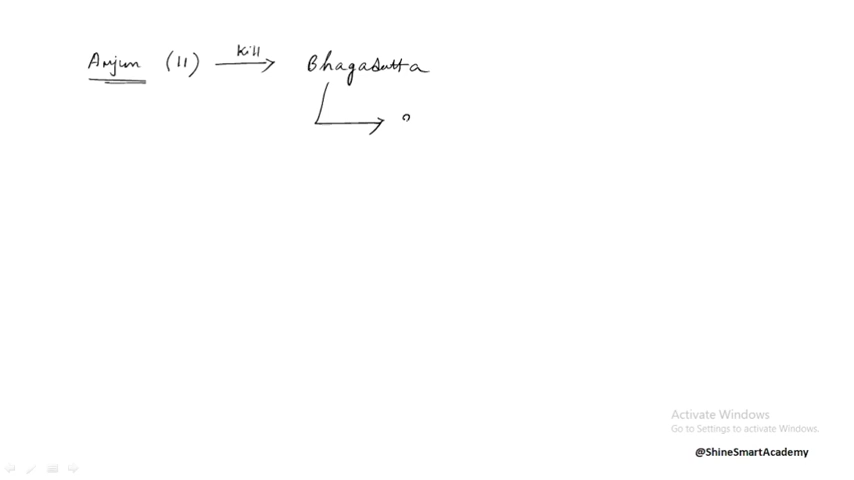 Arjun (11) kill Bhagadutta
Activate Windows
Go to Settings to activate Windows.
@ShineSmartAcademy